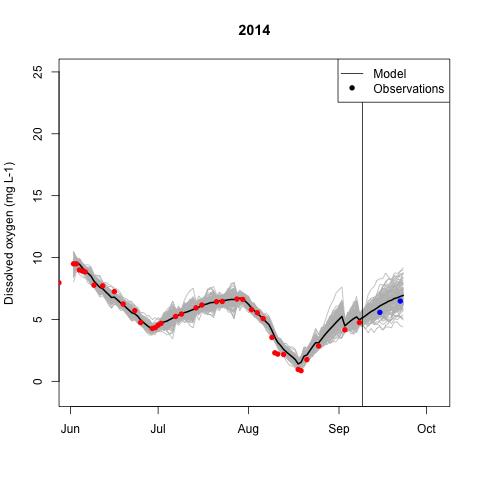 2014
Model
Observations
Dissolved oxygen (mg L-1)
25
20
15
10
5
0
Jun
Jul
Aug
Sep
Oct